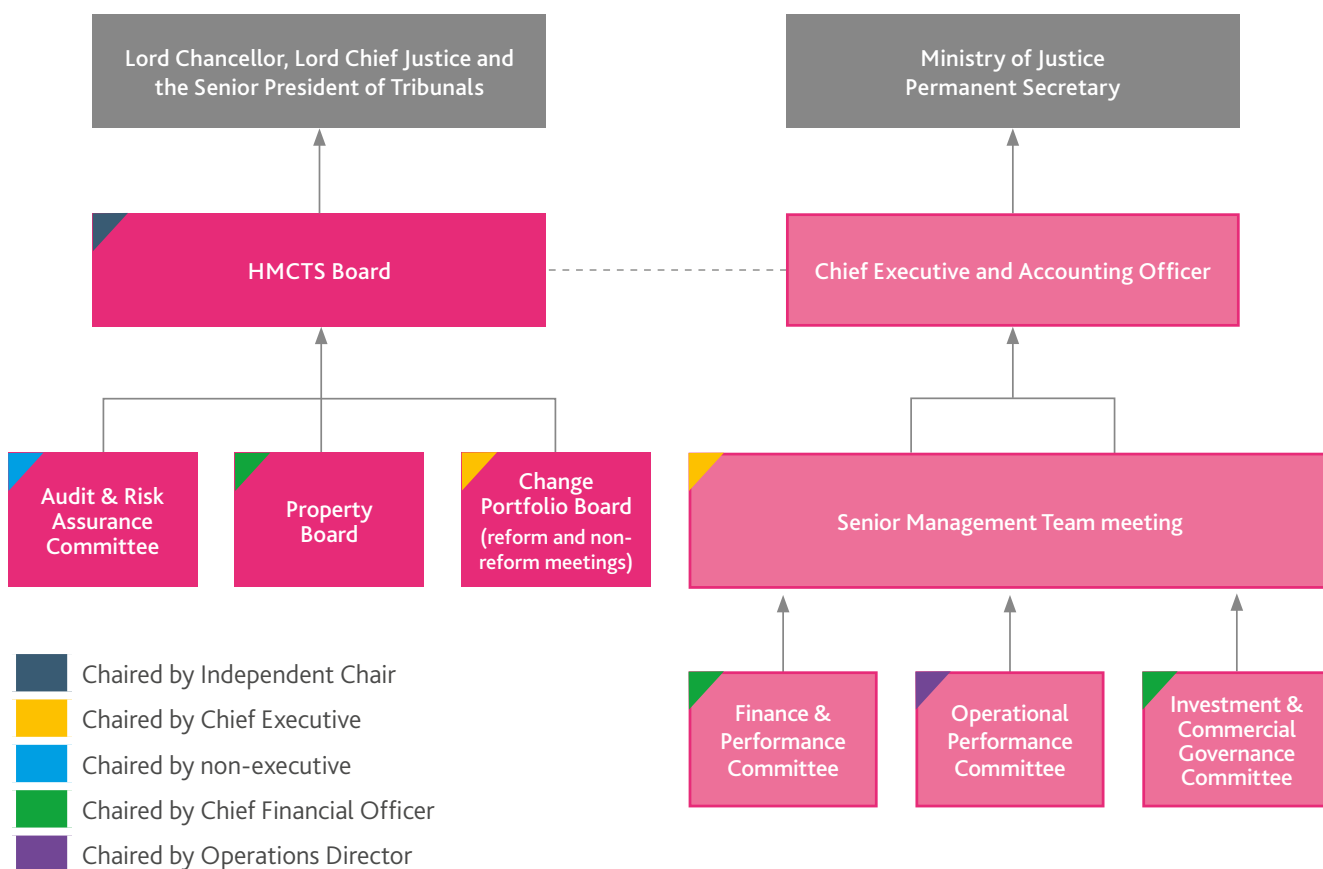 Lord Chancellor, Lord Chief Justice and
the Senior President of Tribunals
Ministry of Justice
Permanent Secretary
HMCTS Board
Chief Executive and Accounting Officer
Audit & Risk
Assurance
Committee
Property
Board
Change
Portfolio Board
(reform and non-
reform meetings)
Senior Management Team meeting
Finance &
Performance
Committee
Operational
Performance
Committee
Investment &
Commercial
Governance
Committee
Chaired by Independent Chair
Chaired by Chief Executive
Chaired by non-executive
Chaired by Chief Financial Officer
Chaired by Operations Director